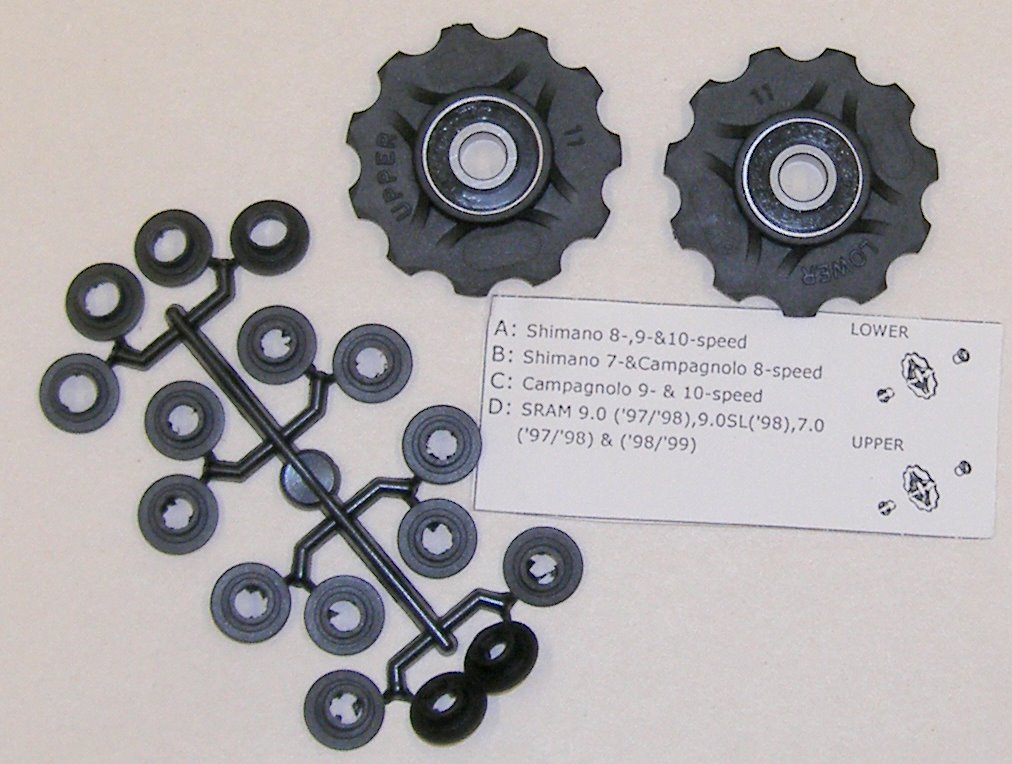 UPPER
11
11
LOWER
A: Shimano 8-,9-&10-speed
B: Shimano 7-&Campagnolo 8-speed
C: Campagnolo 9- & 10-speed
D: SRAM 9.0 ('97/'98),9.0SL('98),7.0
('97/'98) & ('98/'99)
LOWER
UPPER